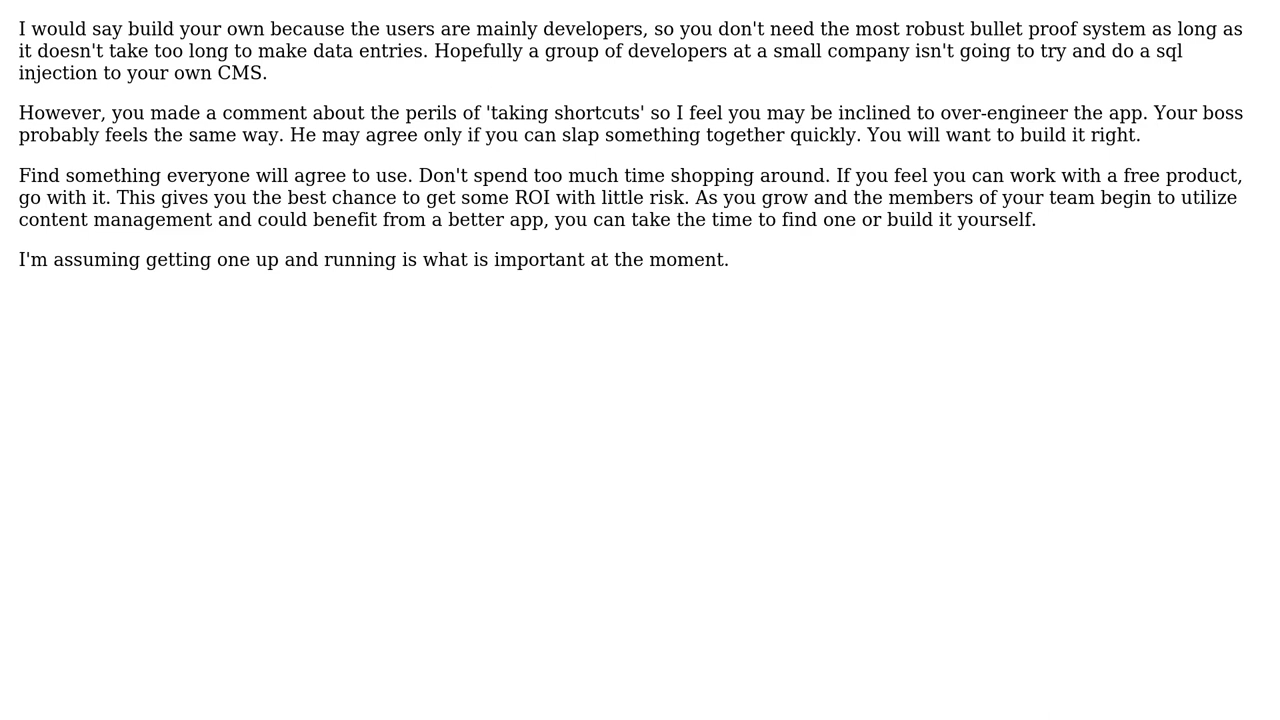 I would say build your own because the users are mainly developers, so you don't need the most robust bullet proof system as long as
it doesn't take too long to make data entries. Hopefully a group of developers at a small company isn't going to try and do a sql
injection to your own CMS.
However, you made a comment about the perils of 'taking shortcuts' so I feel you may be inclined to over-engineer the app. Your boss
probably feels the same way. He may agree only if you can slap something together quickly. You will want to build it right.
Find something everyone will agree to use. Don't spend too much time shopping around. If you feel you can work with a free product,
go with it. This gives you the best chance to get some ROI with little risk. As you grow and the members of your team begin to utilize
content management and could benefit from a better app, you can take the time to find one or build it yourself.
I'm assuming getting one up and running is what is important at the moment.